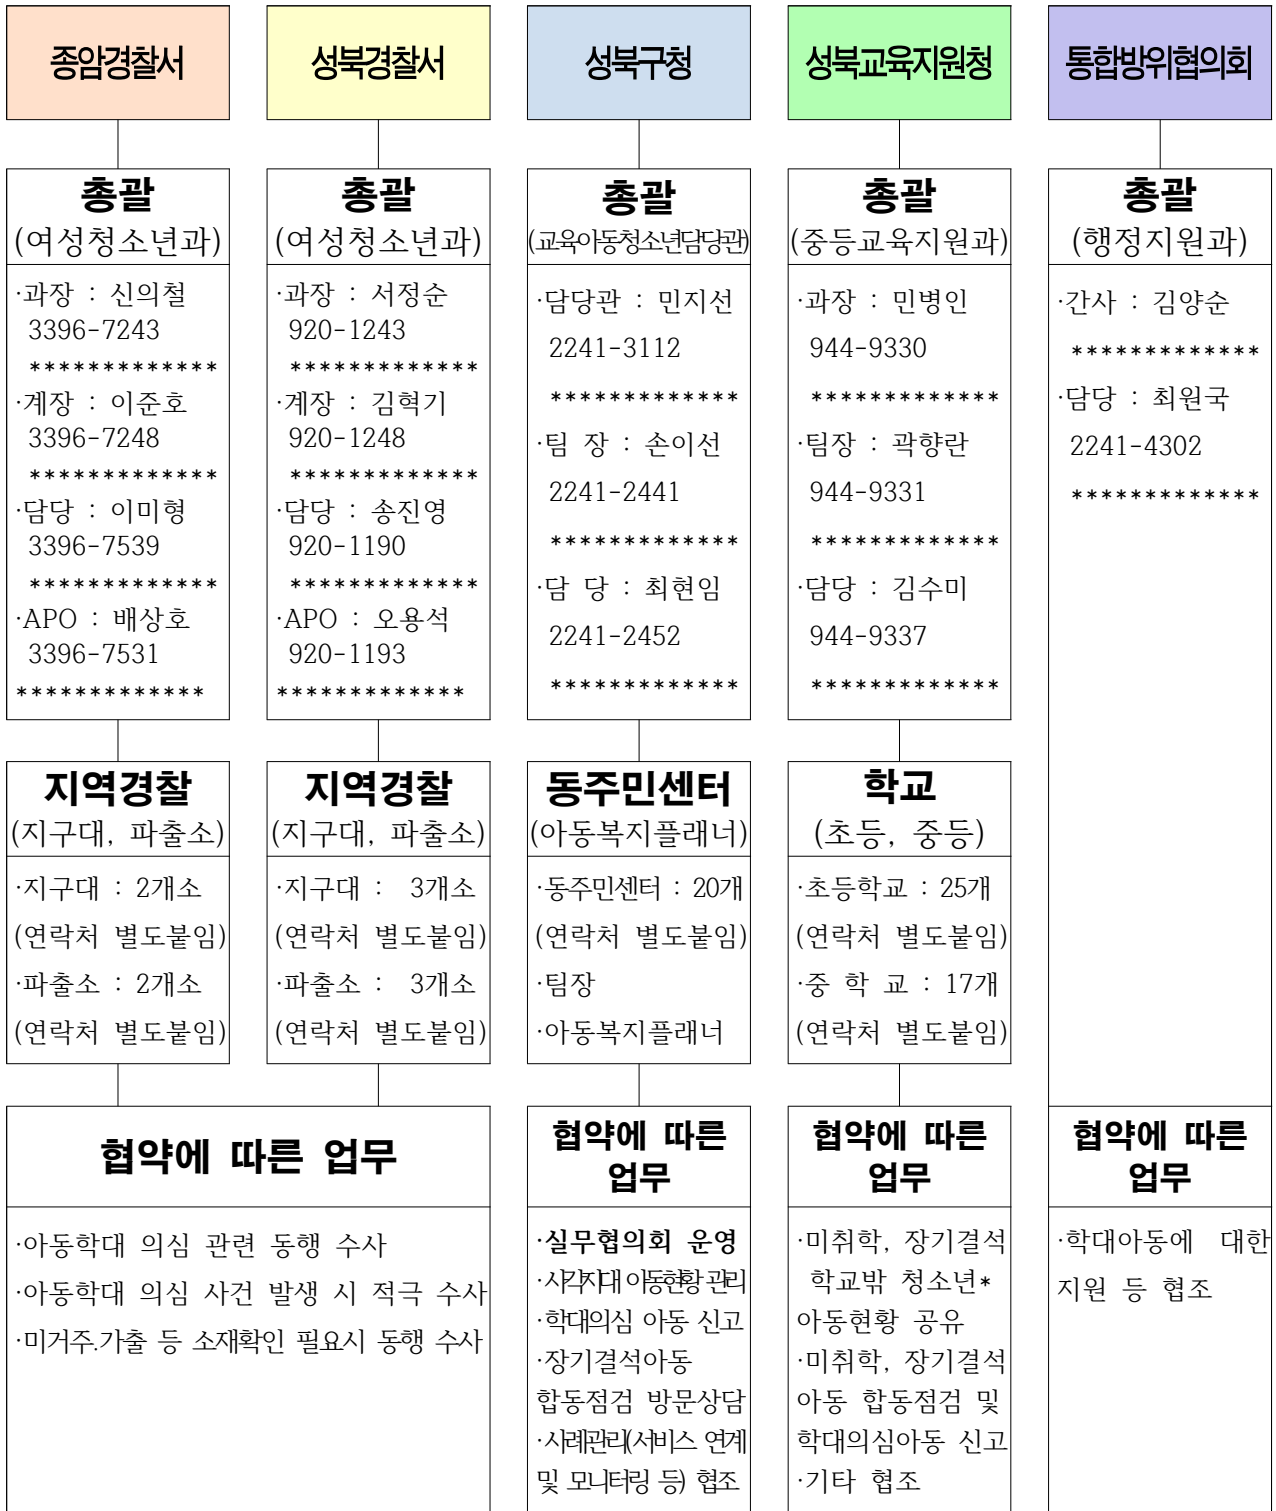 종암경찰서
총괄
(여성청소년과)
·과장 : 신의철
3396-7243
*************
·계장 : 이준호
3396-7248
*************
·담당 : 이미형
3396-7539
*************
·APO : 배상호
3396-7531
*************
지역경찰
(지구대, 파출소)
·지구대 : 2개소
(연락처 별도붙임)
·파출소 : 2개소
(연락처 별도붙임)
성북경찰서
총괄
(여성청소년과)
·과장 : 서정순
920-1243
*************
·계장 : 김혁기
920-1248
*************
·담당 : 송진영
920-1190
*************
·APO : 오용석
920-1193
*************
지역경찰
(지구대, 파출소)
·지구대 : 3개소
(연락처 별도붙임)
·파출소 : 3개소
(연락처 별도붙임)
협약에 따른 업무
·아동학대 의심 관련 동행 수사
·아동학대 의심 사건 발생 시 적극 수사
·미거주.가출 등 소재확인 필요시 동행 수사
성북구청
총괄
(교육아동청소년담당관)
·담당관 : 민지선
2241-3112
*************
·팀 장 : 손이선
2241-2441
*************
·담 당 : 최현임
2241-2452
*************
동주민센터
(아동복지플래너)
·동주민센터 : 20개
(연락처 별도붙임)
·팀장
·아동복지플래너
협약에 따른
업무
·실무협의회 운영
·사각지대 아동현황 관리
·학대의심 아동 신고
·장기결석아동
합동점검 방문상담
·사례관리(서비스 연계
및 모니터링 등) 협조
성북교육지원청
총괄
(중등교육지원과)
·과장 : 민병인
944-9330
*************
·팀장 : 곽향란
944-9331
*************
·담당 : 김수미
944-9337
*************
학교
(초등, 중등)
·초등학교 : 25개
(연락처 별도붙임)
·중 학 교 : 17개
(연락처 별도붙임)
협약에 따른
업무
·미취학, 장기결석
학교밖 청소년*
아동현황 공유
·미취학, 장기결석
아동 합동점검 및
학대의심아동 신고
·기타 협조
통합방위협의회
총괄
(행정지원과)
·간사 : 김양순
*************
·담당 : 최원국
2241-4302
*************
협약에 따른
업무
·학대아동에 대한
지원 등 협조